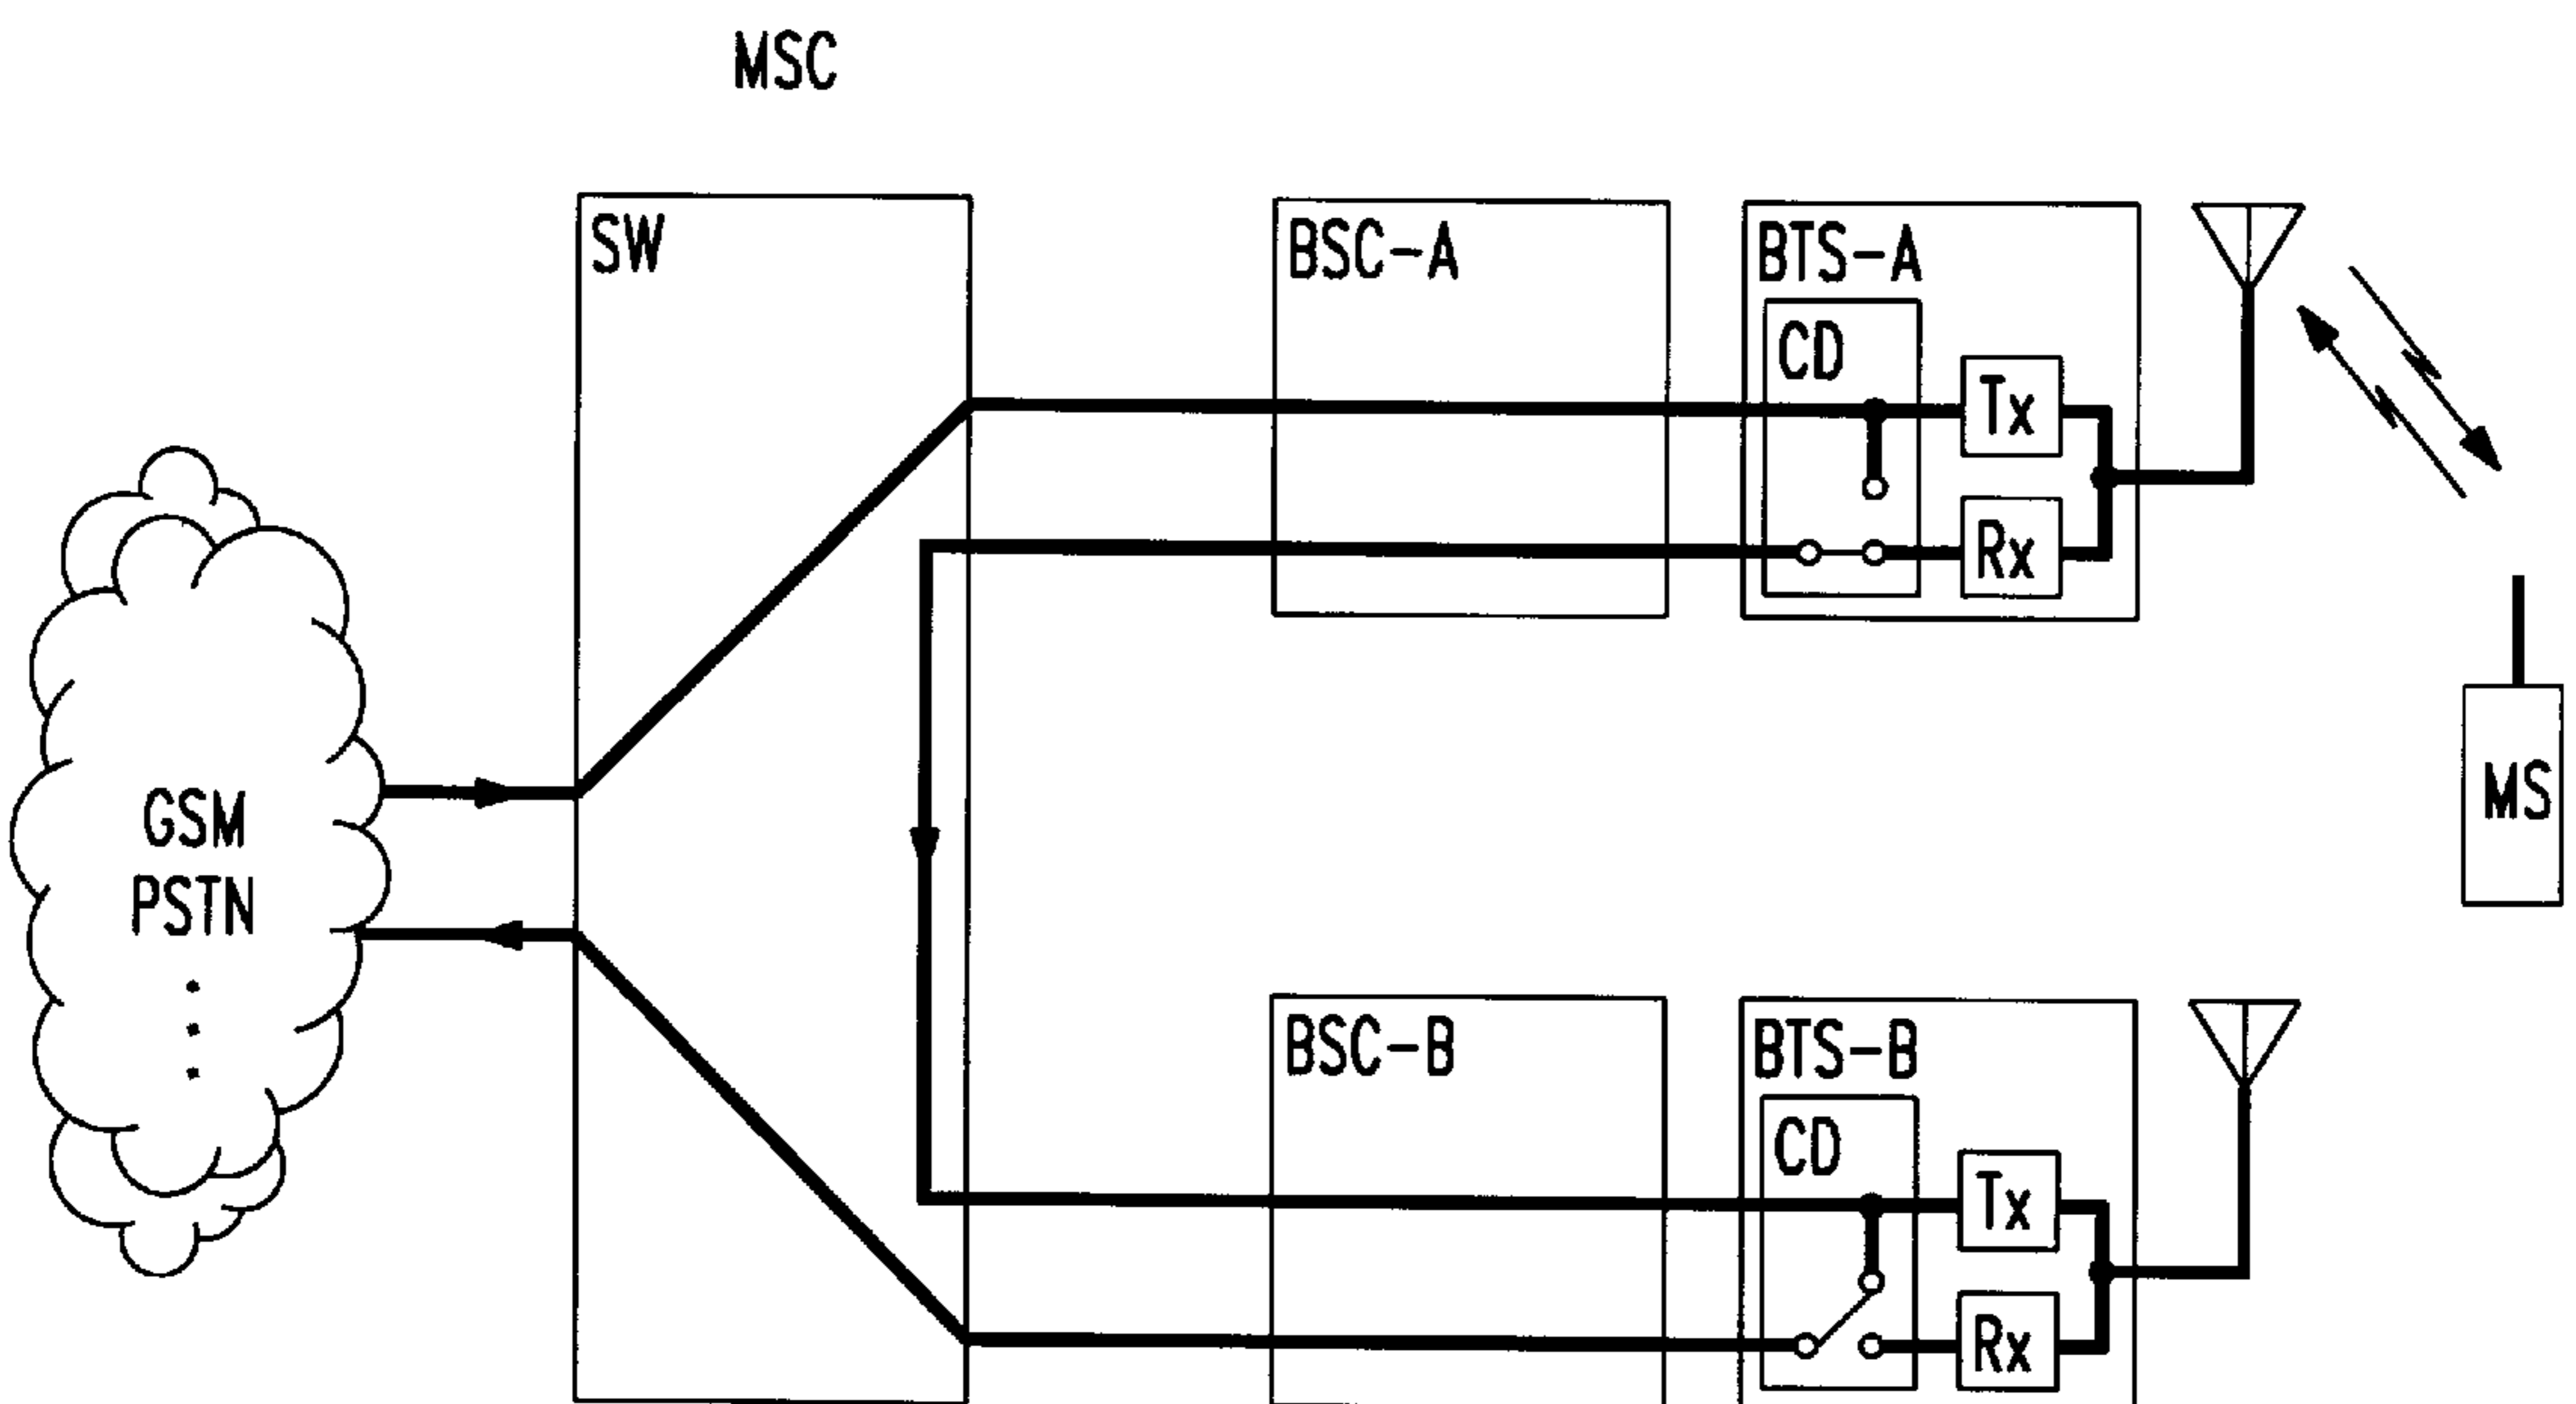 MSC
SW
BSC-A
BTS-A
CD
Tx
Rx
GSM
PSTN
MS
BSC-B
BTS-B
CD
Tx
Rx